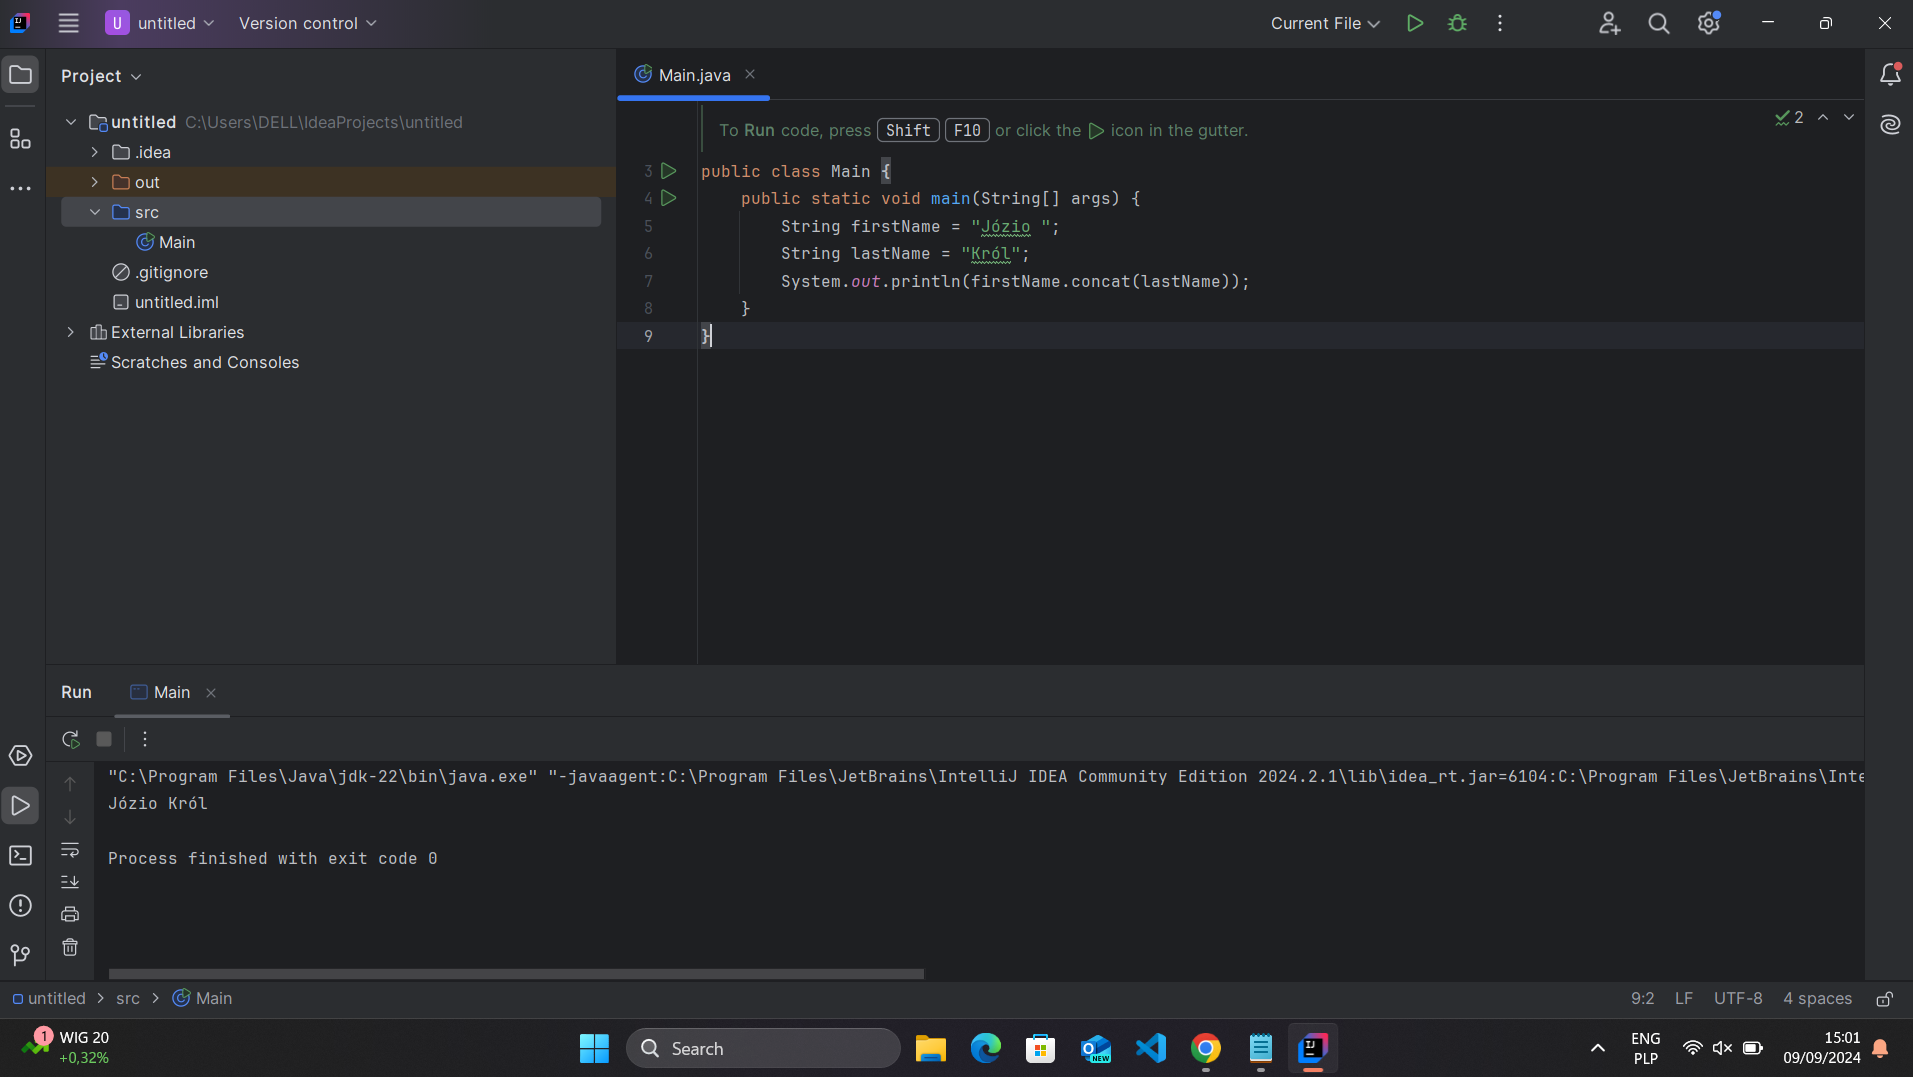 U untitled Version control Current File
Project
Main.java
untitled C:\Users\DELL\IdeaProjects\untitled
.idea
out
src
Main
.gitignore
untitled.iml
External Libraries
Scratches and Consoles
To Run code, press Shift F10 or click the icon in the gutter.
2
3 public class Main {
4 public static void main(String[] args) {
5 String firstName = "Józio ";
6 String lastName = "Król";
7 System.out.println(firstName.concat(lastName));
8 }
9 }
Run Main
"C:\Program Files\Java\jdk-22\bin\java.exe" "-javaagent:C:\Program Files\JetBrains\IntelliJ IDEA Community Edition 2024.2.1\lib\idea_rt.jar=6104:C:\Program Files\JetBrains\Inte
Józio Król
Process finished with exit code 0
untitled > src > Main 9:2 LF UTF-8 4 spaces
1 WIG 20
+0,32%
Search
NEW
ENG
PLP
15:01
09/09/2024